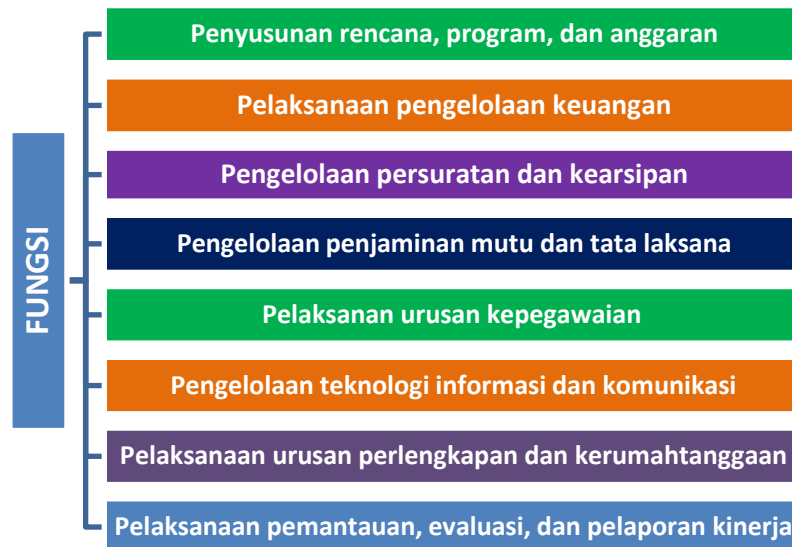 FUNGSI
Penyusunan rencana, program, dan anggaran
Pelaksanaan pengelolaan keuangan
Pengelolaan persuratan dan kearsipan
Pengelolaan penjaminan mutu dan tata laksana
Pelaksanan urusan kepegawaian
Pengelolaan teknologi informasi dan komunikasi
Pelaksanaan urusan perlengkapan dan kerumahtanggaan
Pelaksanaan pemantauan, evaluasi, dan pelaporan kinerja